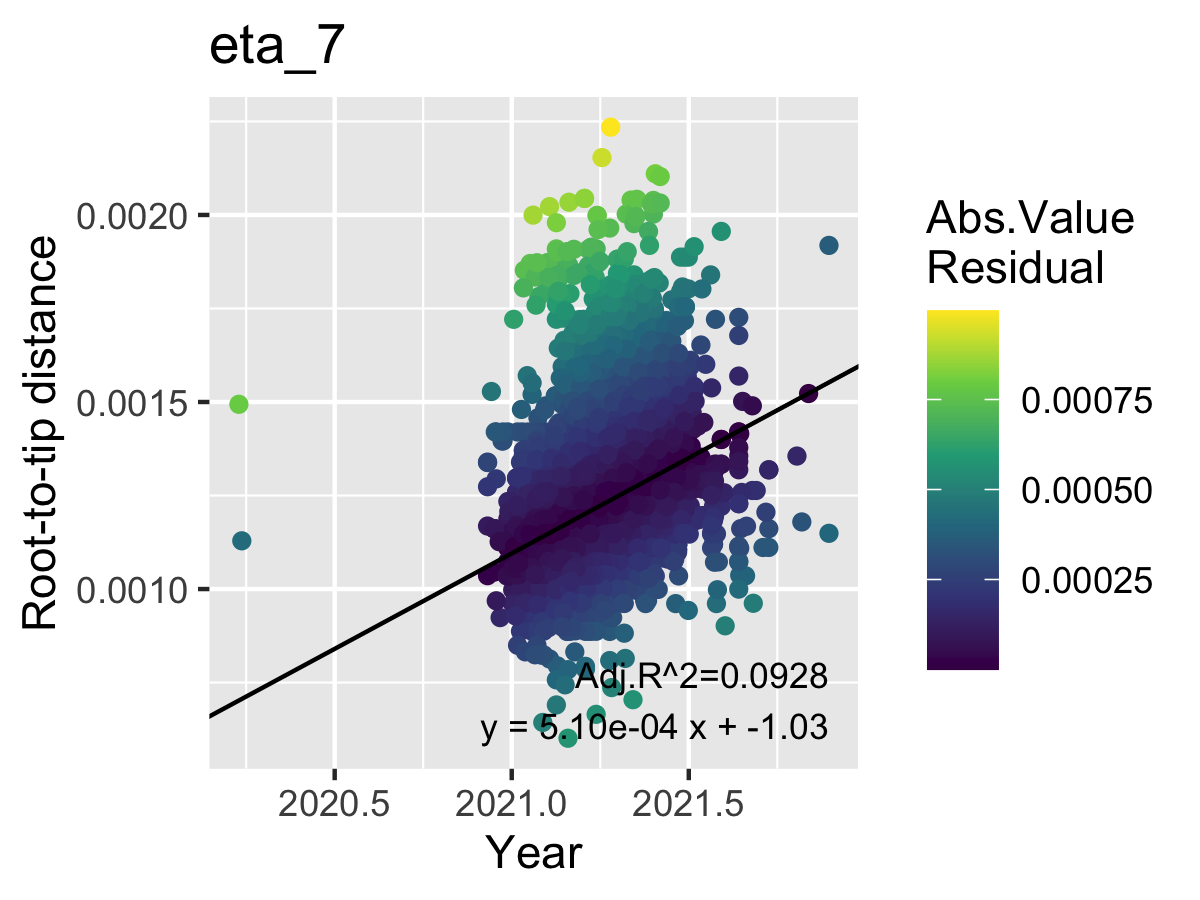 eta_7
Root-to-tip distance
0.0020
0.0015
0.0010
Adj.R^2=0.0928
y = 5.10e-04 x + -1.03
2020.5
2021.0
2021.5
Year
Abs.Value
Residual
0.00075
0.00050
0.00025